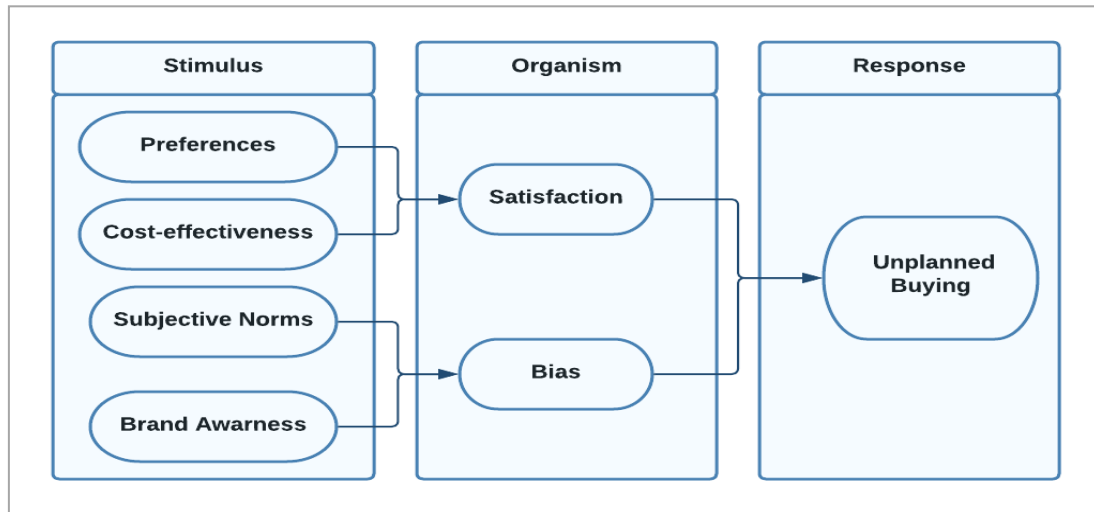 Stimulus
Organism
Response
Preferences
Cost-effectiveness
Subjective Norms
Brand Awarness
Satisfaction
Bias
Unplanned
Buying